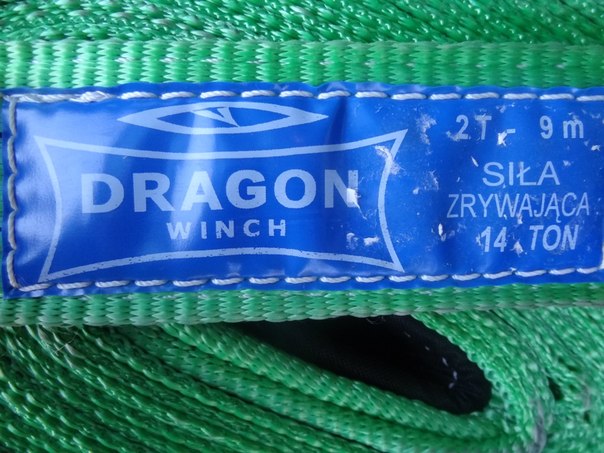 DRAGON
WINCH
2T - 9m
SIŁA
ZRYWAJĄCA
14 TON